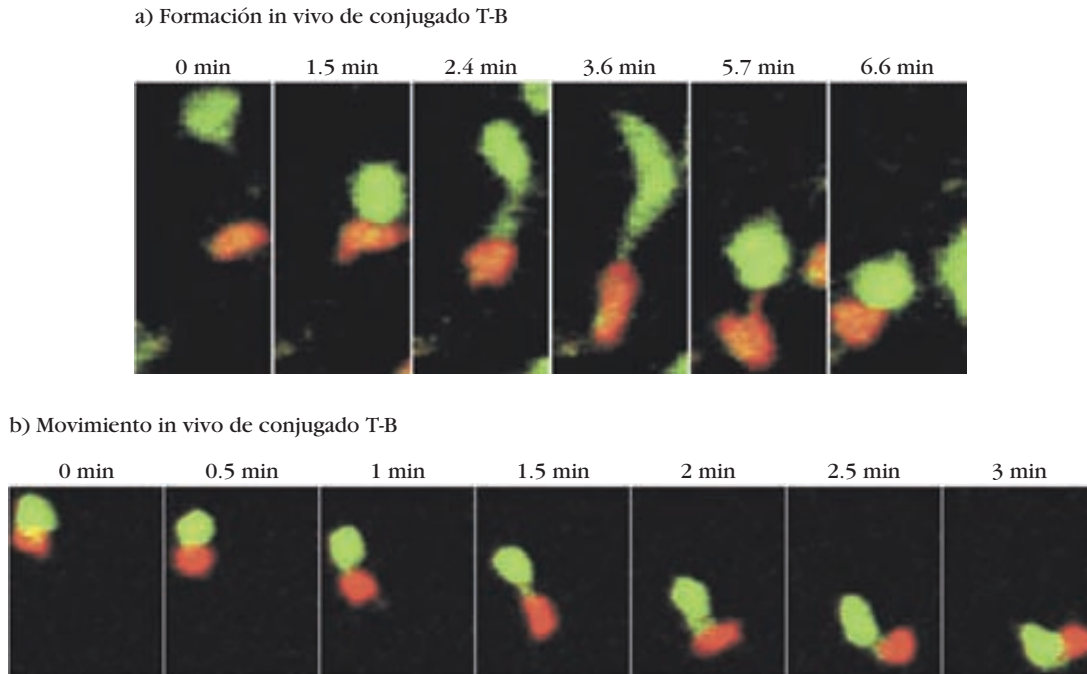 a) Formación in vivo de conjugado T-B
0 min 1.5 min 2.4 min 3.6 min 5.7 min 6.6 min
b) Movimiento in vivo de conjugado T-B
0 min 0.5 min 1 min 1.5 min 2 min 2.5 min 3 min